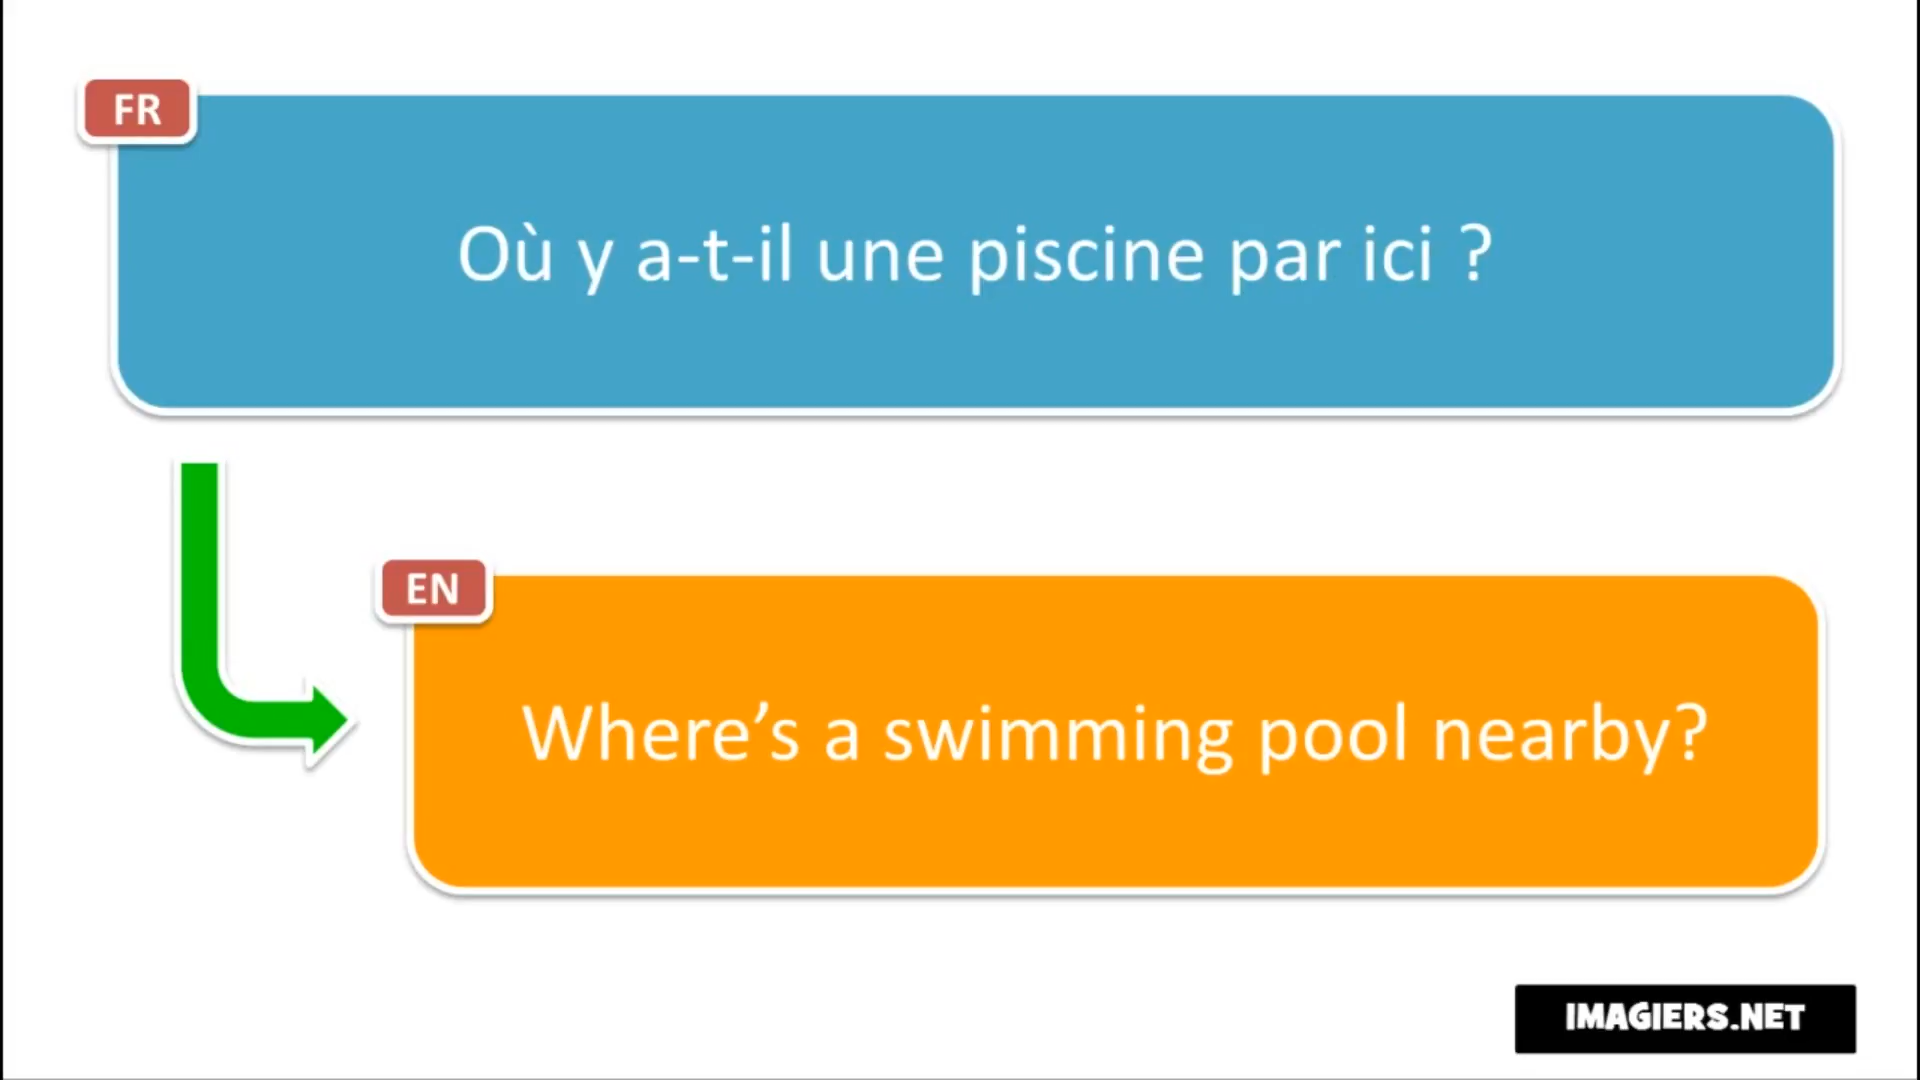 FR
Où y a-t-il une piscine par ici ?
EN
Where’s a swimming pool nearby?
IMAGIERS.NET